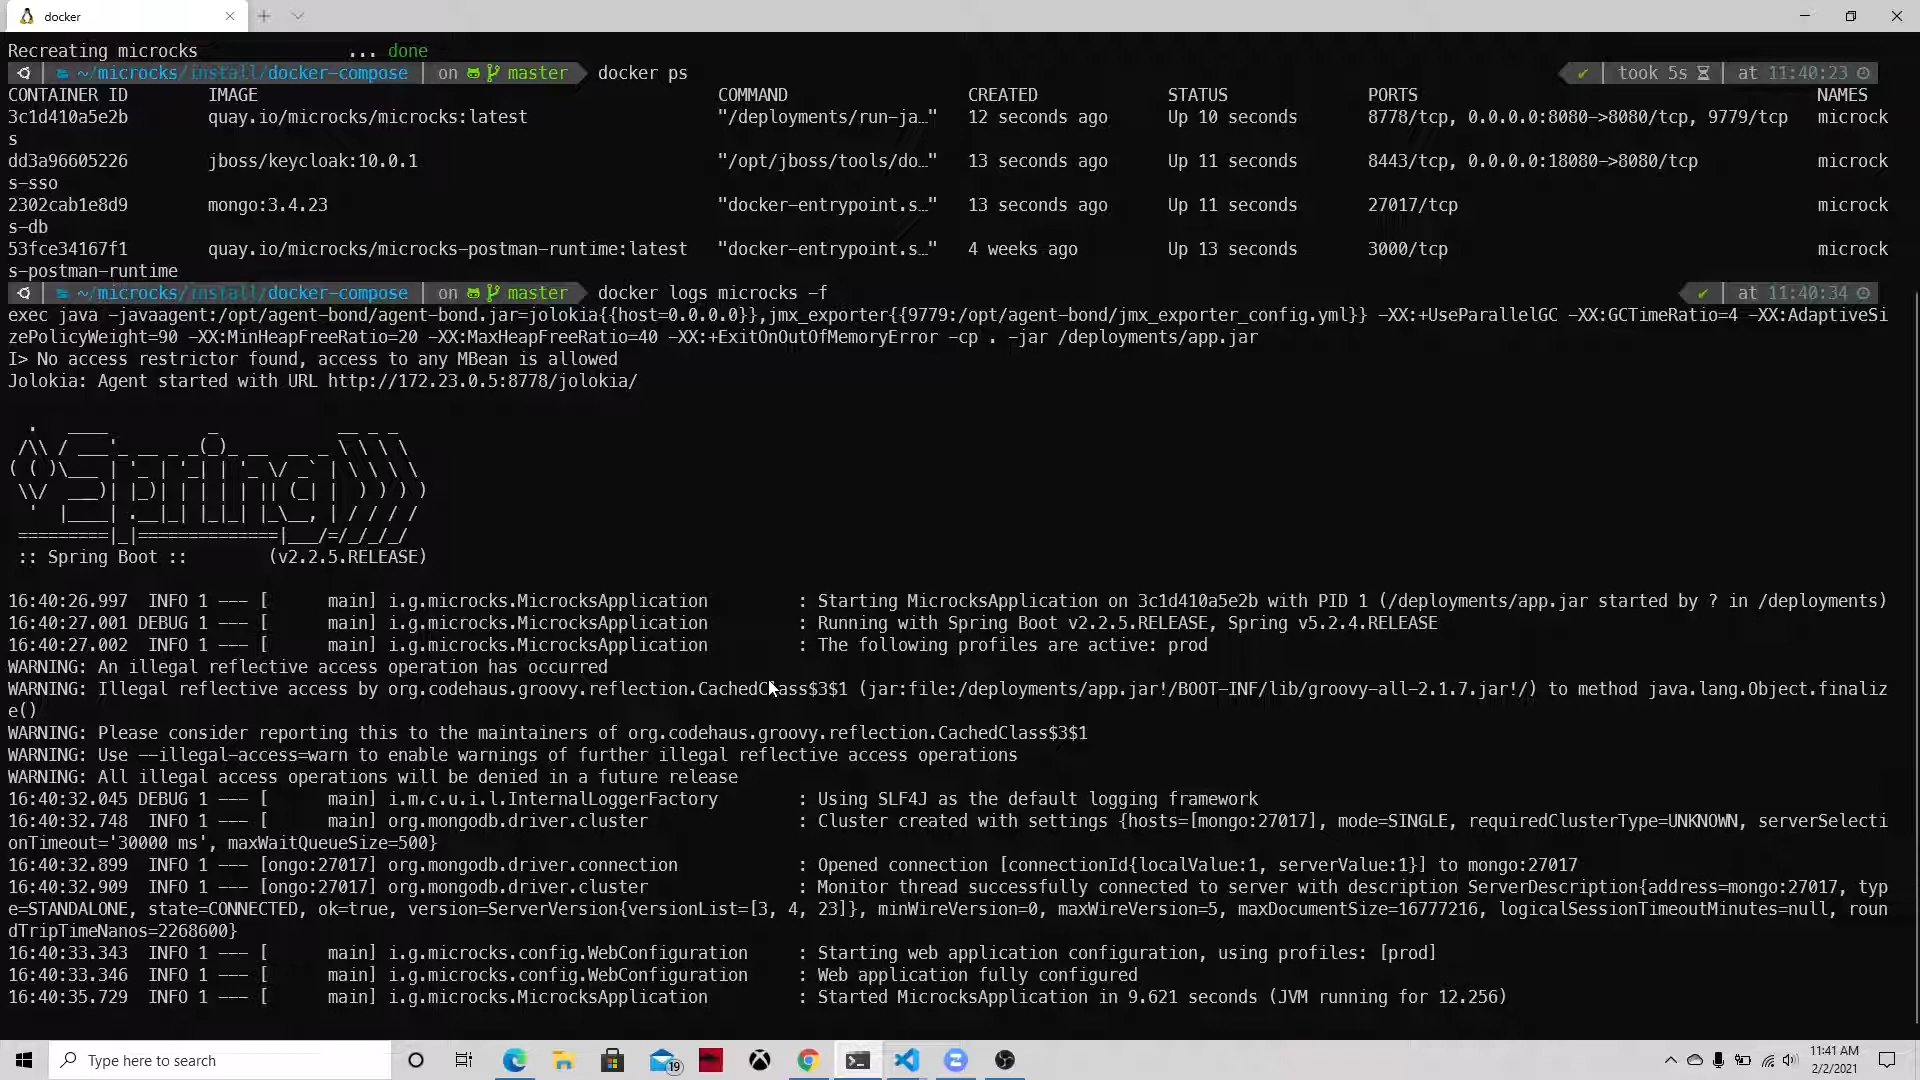 docker
Recreating microcks ... done
~/microcks/install/docker-compose | on master docker ps ✔ | took 5s | at 11:40:23
CONTAINER ID IMAGE COMMAND CREATED STATUS PORTS NAMES
3c1d410a5e2b quay.io/microcks/microcks:latest "/deployments/run-ja…" 12 seconds ago Up 10 seconds 8778/tcp, 0.0.0.0:8080->8080/tcp, 9779/tcp microck
s
dd3a96605226 jboss/keycloak:10.0.1 "/opt/jboss/tools/do…" 13 seconds ago Up 11 seconds 8443/tcp, 0.0.0.0:18080->8080/tcp microck
s-sso
2302cab1e8d9 mongo:3.4.23 "docker-entrypoint.s…" 13 seconds ago Up 11 seconds 27017/tcp microck
s-db
53fce34167f1 quay.io/microcks/microcks-postman-runtime:latest "docker-entrypoint.s…" 4 weeks ago Up 13 seconds 3000/tcp microck
s-postman-runtime
~/microcks/install/docker-compose | on master docker logs microcks -f ✔ | at 11:40:34
exec java -javaagent:/opt/agent-bond/agent-bond.jar=jolokia{{host=0.0.0.0}},jmx_exporter{{9779:/opt/agent-bond/jmx_exporter_config.yml}} -XX:+UseParallelGC -XX:GCTimeRatio=4 -XX:AdaptiveSi
zePolicyWeight=90 -XX:MinHeapFreeRatio=20 -XX:MaxHeapFreeRatio=40 -XX:+ExitOnOutOfMemoryError -cp . -jar /deployments/app.jar
I> No access restrictor found, access to any MBean is allowed
Jolokia: Agent started with URL http://172.23.0.5:8778/jolokia/
Spring
:: Spring Boot :: (v2.2.5.RELEASE)
16:40:26.997 INFO 1 --- [ main] i.g.microcks.MicrocksApplication : Starting MicrocksApplication on 3c1d410a5e2b with PID 1 (/deployments/app.jar started by ? in /deployments)
16:40:27.001 DEBUG 1 --- [ main] i.g.microcks.MicrocksApplication : Running with Spring Boot v2.2.5.RELEASE, Spring v5.2.4.RELEASE
16:40:27.002 INFO 1 --- [ main] i.g.microcks.MicrocksApplication : The following profiles are active: prod
WARNING: An illegal reflective access operation has occurred
WARNING: Illegal reflective access by org.codehaus.groovy.reflection.CachedClass$3$1 (jar:file:/deployments/app.jar!/BOOT-INF/lib/groovy-all-2.1.7.jar!/) to method java.lang.Object.finaliz
e()
WARNING: Please consider reporting this to the maintainers of org.codehaus.groovy.reflection.CachedClass$3$1
WARNING: Use --illegal-access=warn to enable warnings of further illegal reflective access operations
WARNING: All illegal access operations will be denied in a future release
16:40:32.045 DEBUG 1 --- [ main] i.m.c.u.i.l.InternalLoggerFactory : Using SLF4J as the default logging framework
16:40:32.748 INFO 1 --- [ main] org.mongodb.driver.cluster : Cluster created with settings {hosts=[mongo:27017], mode=SINGLE, requiredClusterType=UNKNOWN, serverSelecti
onTimeout='30000 ms', maxWaitQueueSize=500}
16:40:32.899 INFO 1 --- [ongo:27017] org.mongodb.driver.connection : Opened connection [connectionId{localValue:1, serverValue:1}] to mongo:27017
16:40:32.909 INFO 1 --- [ongo:27017] org.mongodb.driver.cluster : Monitor thread successfully connected to server with description ServerDescription{address=mongo:27017, typ
e=STANDALONE, state=CONNECTED, ok=true, version=ServerVersion{versionList=[3, 4, 23]}, minWireVersion=0, maxWireVersion=5, maxDocumentSize=16777216, logicalSessionTimeoutMinutes=null, roun
dTripTimeNanos=2268600}
16:40:33.343 INFO 1 --- [ main] i.g.microcks.config.WebConfiguration : Starting web application configuration, using profiles: [prod]
16:40:33.346 INFO 1 --- [ main] i.g.microcks.config.WebConfiguration : Web application fully configured
16:40:35.729 INFO 1 --- [ main] i.g.microcks.MicrocksApplication : Started MicrocksApplication in 9.621 seconds (JVM running for 12.256)
Type here to search
19
11:41 AM
2/2/2021